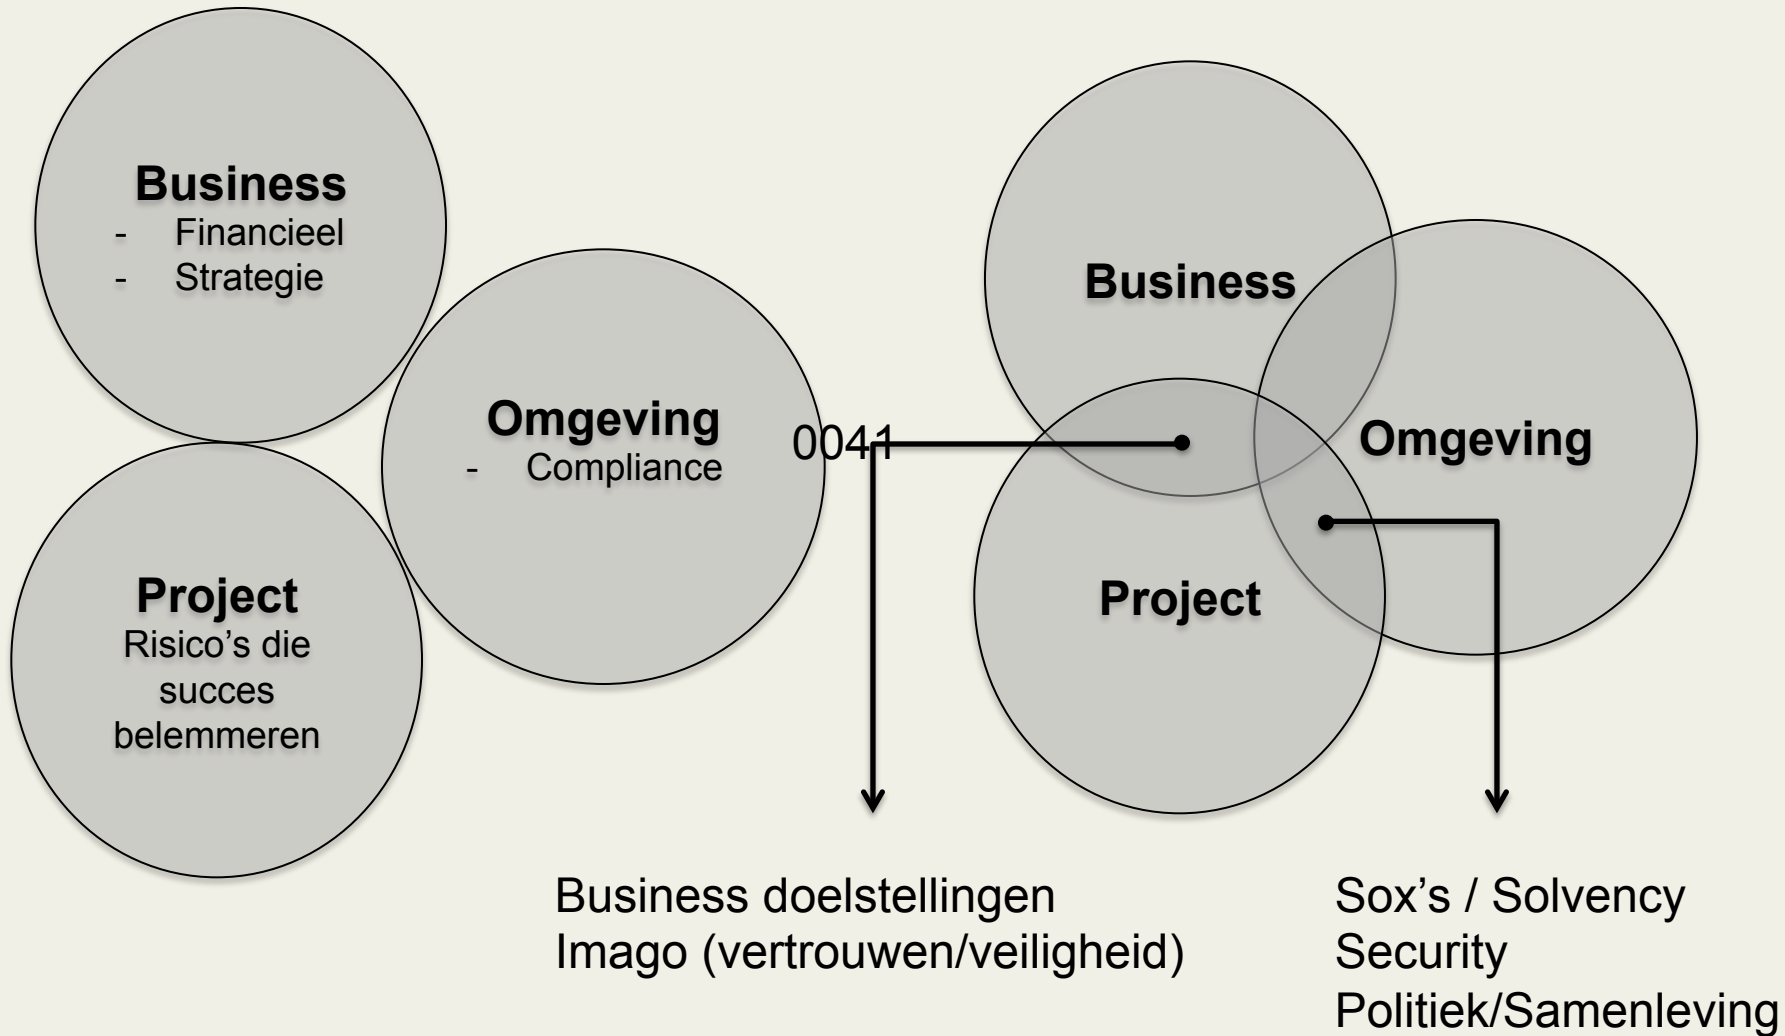 Business
- Financieel
- Strategie
Omgeving
- Compliance
Project
Risico’s die
succes
belemmeren
0041
Business
Omgeving
Project
Business doelstellingen
Imago (vertrouwen/veiligheid)
Sox’s / Solvency
Security
Politiek/Samenleving